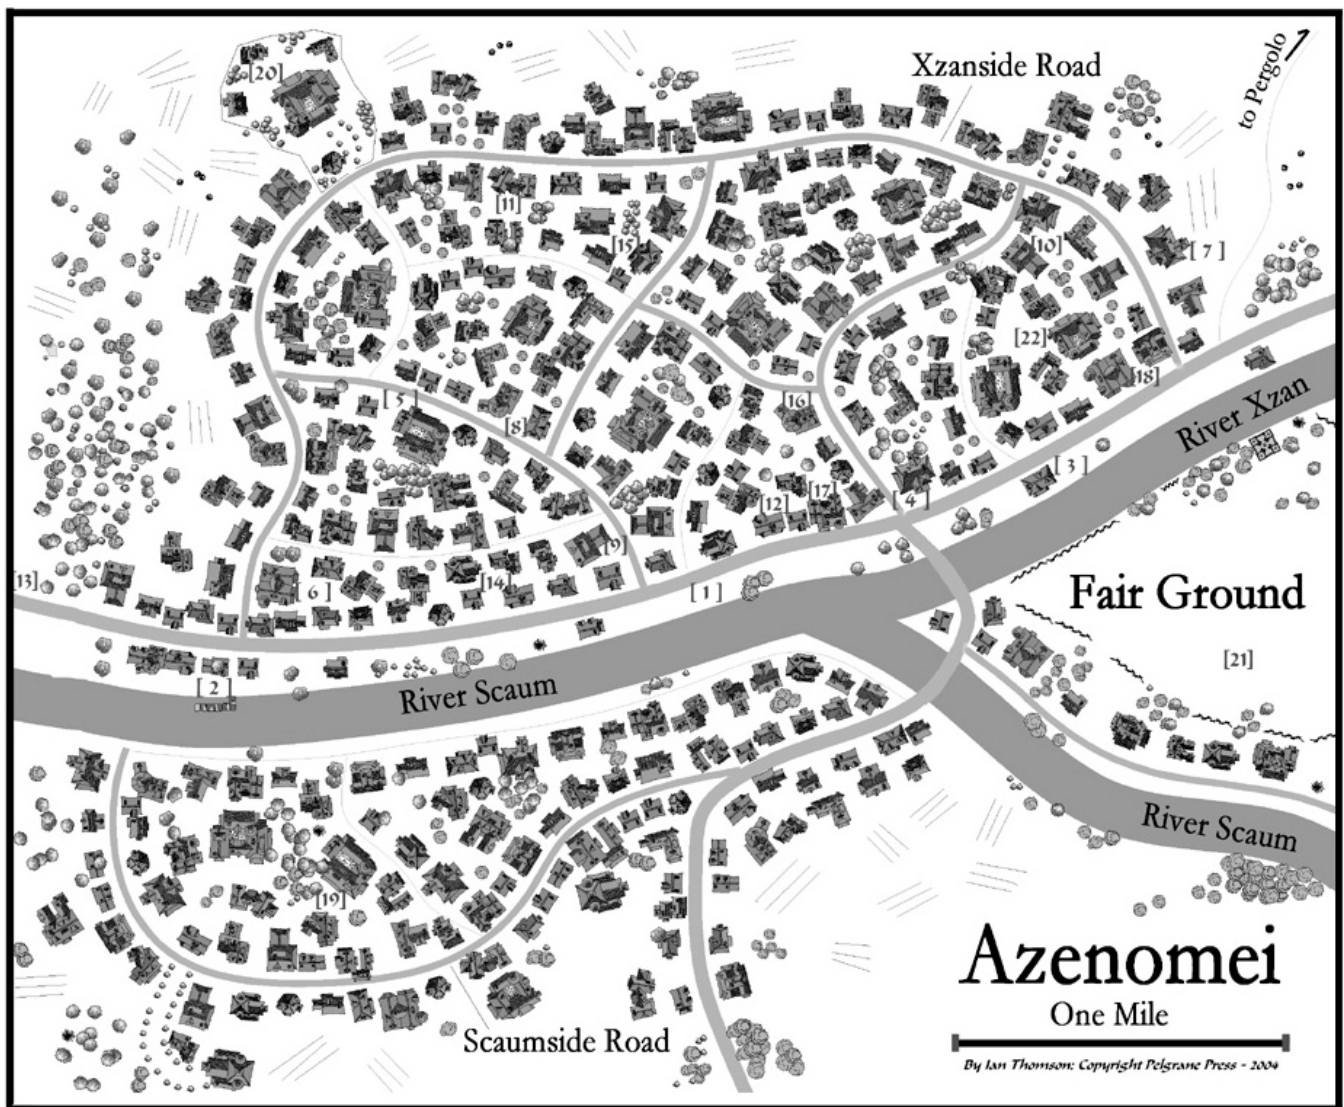 Xzanside Road
to Pergolo
[20]
[11]
[15]
[10]
[7]
[22]
[18]
[5]
[8]
[16]
River Xzan
[3]
[12]
[17]
[4]
[9]
[13]
[6]
[14]
[1]
Fair Ground
[21]
[2]
River Scaum
River Scaum
[19]
Azenomei
One Mile
Scaumside Road
By Ian Thomson: Copyright Pelgrane Press - 2004